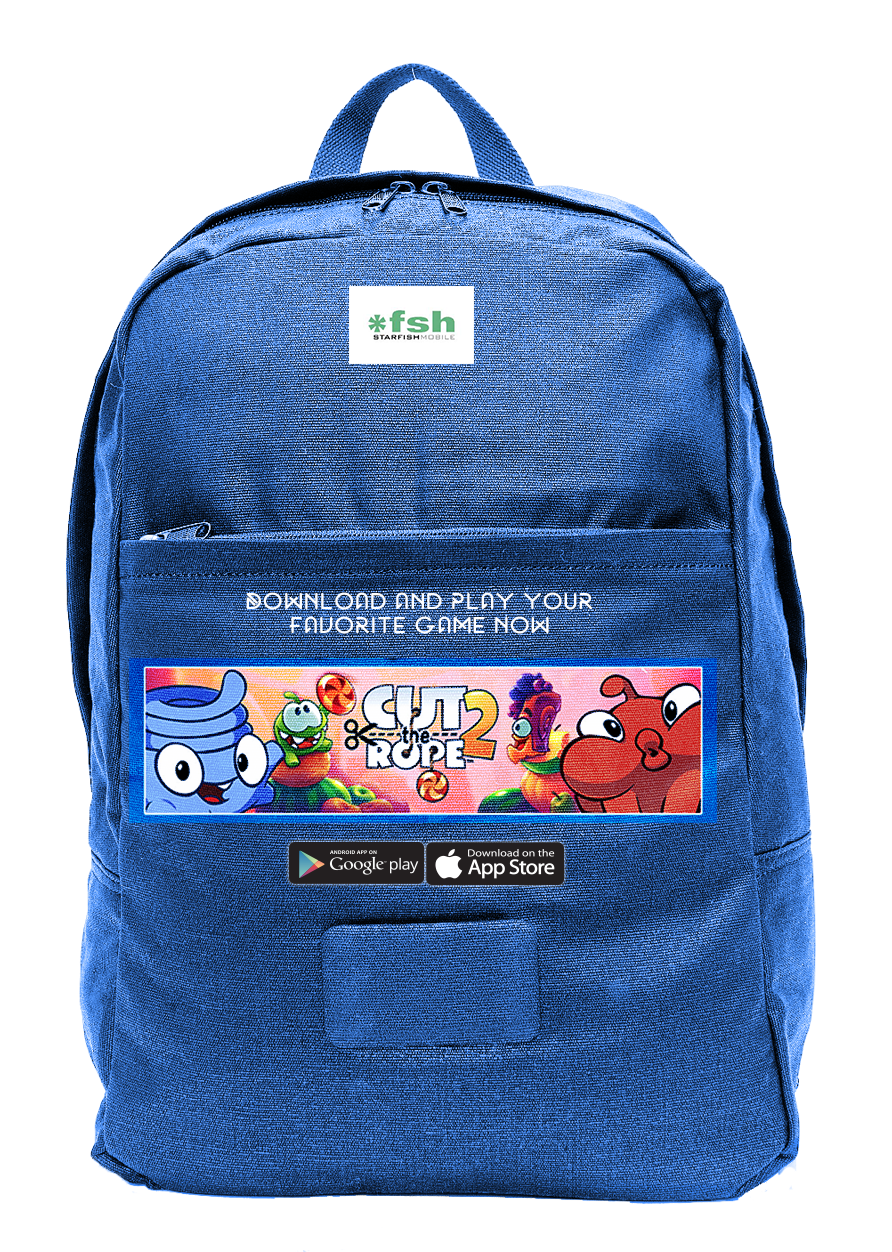 *fsh
STARFISHMOBILE
DOWNLOAD AND PLAY YOUR
FAVORITE GAME NOW
CUT
the
ROPE 2
ANDROID APP ON
Google play
Download on the
App Store